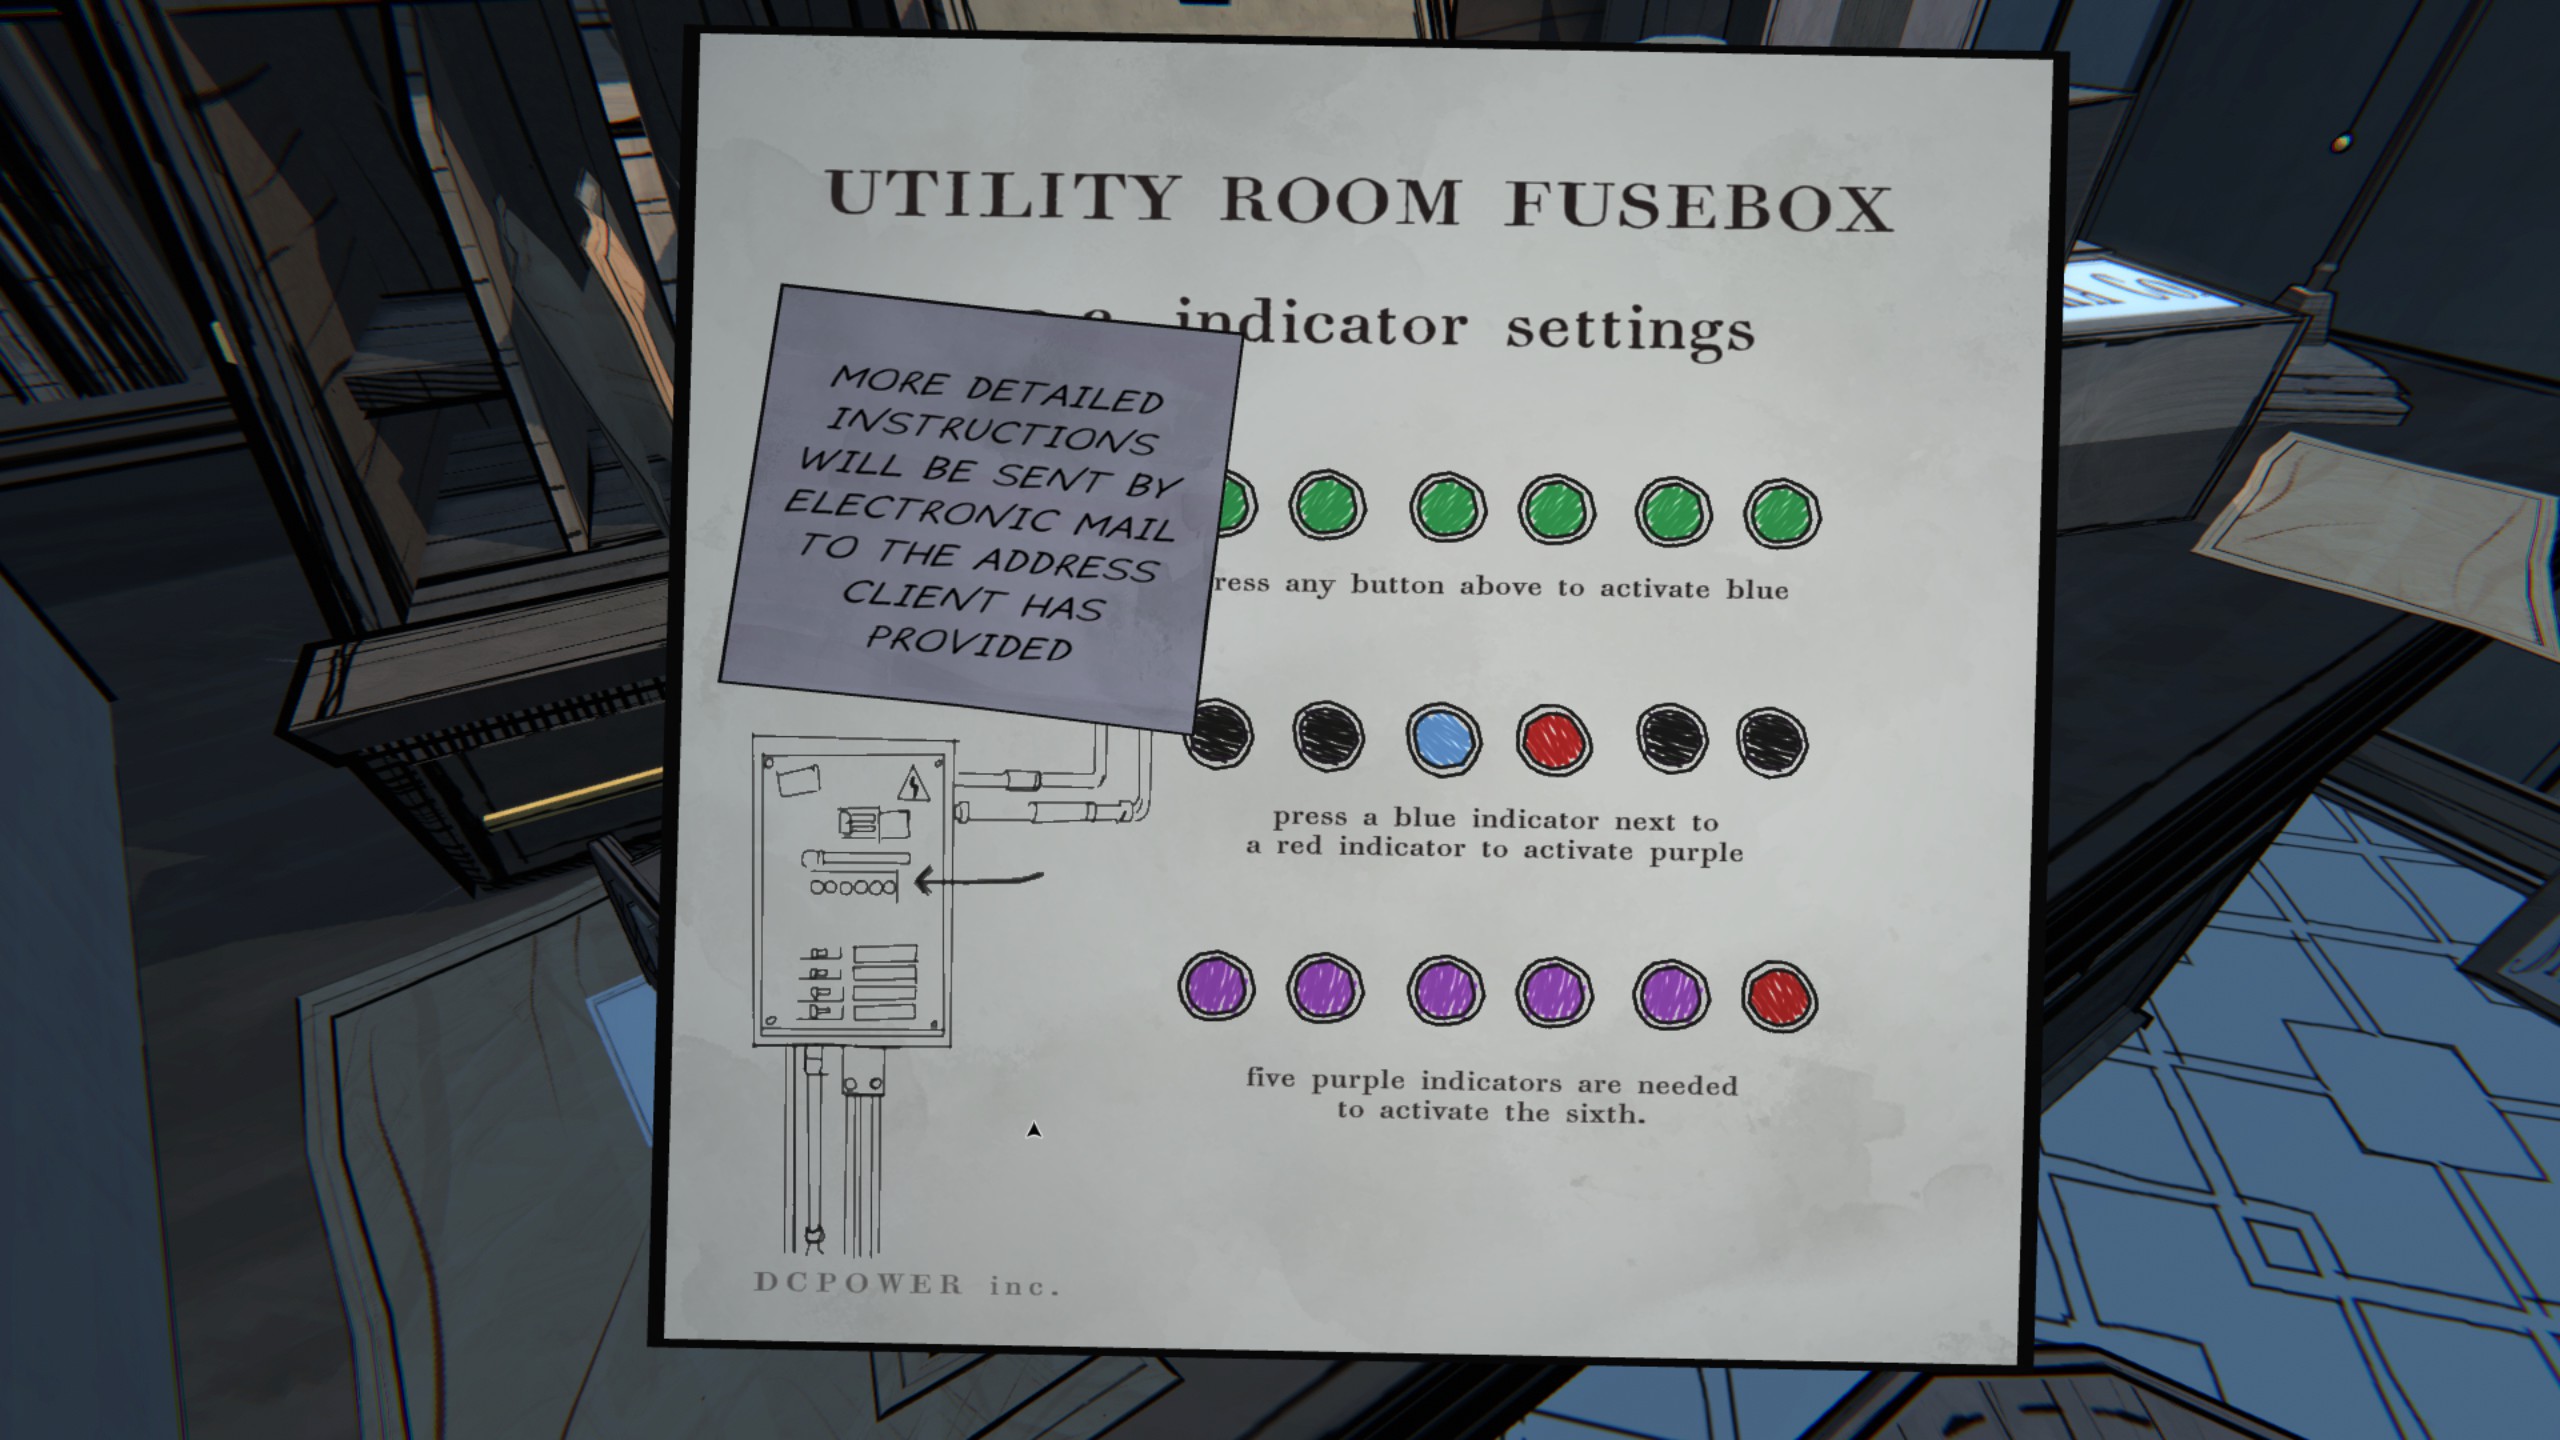 UTILITY ROOM FUSEBOX
indicator settings
MORE DETAILED
INSTRUCTIONS
WILL BE SENT BY
ELECTRONIC MAIL
TO THE ADDRESS
CLIENT HAS
PROVIDED
ress any button above to activate blue
press a blue indicator next to
a red indicator to activate purple
five purple indicators are needed
to activate the sixth.
DCPOWER inc.
Co.